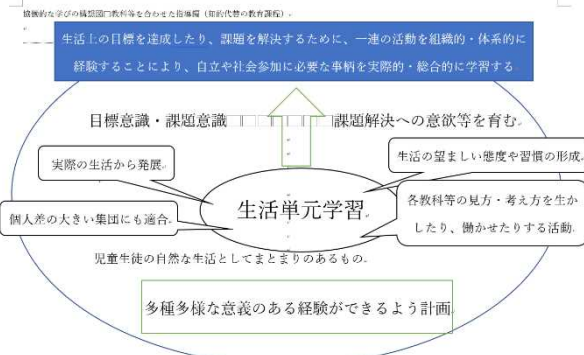 協働的な学びの構想図□教科等を合わせた指導編（知的代替の教育課程）
生活上の目標を達成したり、課題を解決するために、一連の活動を組織的・体系的に
経験することにより、自立や社会参加に必要な事柄を実際的・総合的に学習する
目標意識・課題意識□□□□□□□課題解決への意欲等を育む
実際の生活から発展
生活の望ましい態度や習慣の形成
生活単元学習
個人差の大きい集団にも適合
各教科等の見方・考え方を生か
したり、働かせたりする活動
児童生徒の自然な生活としてまとまりのあるもの
多種多様な意義のある経験ができるよう計画